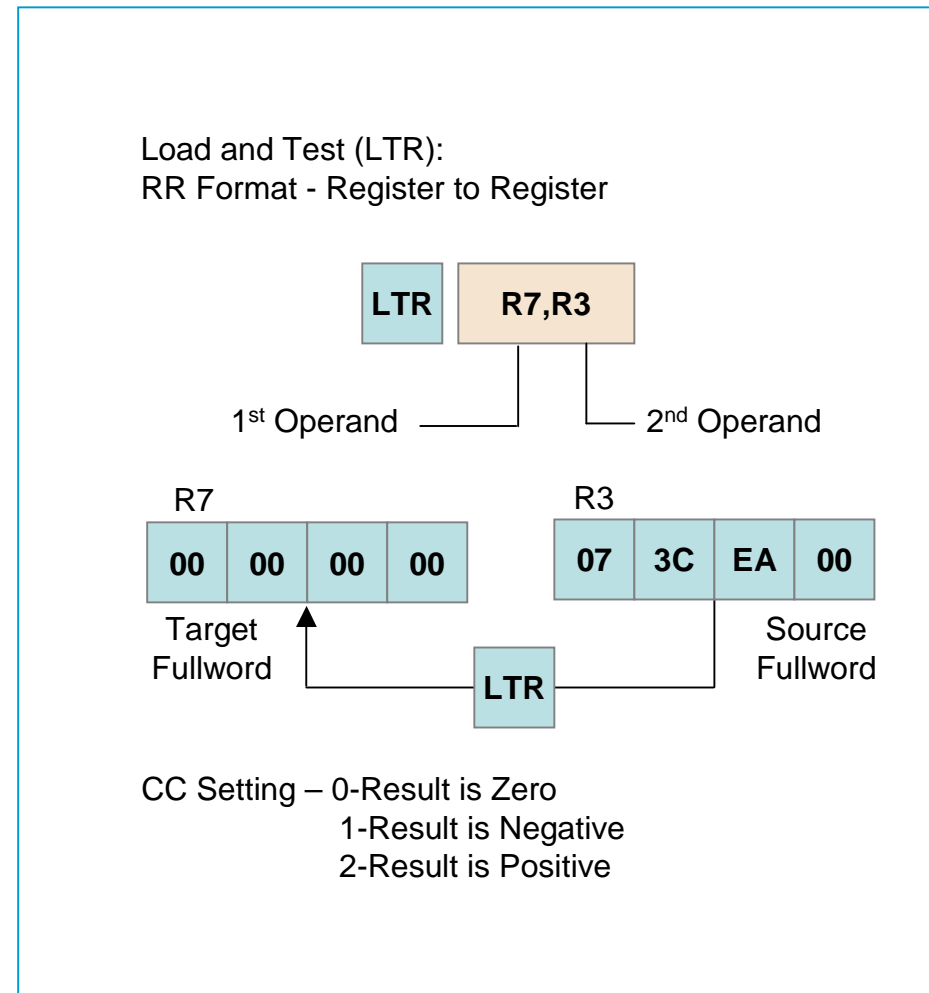 Load and Test (LTR):
RR Format - Register to Register
LTR R7,R3
1st Operand 2nd Operand
R7 R3
00 00 00 00 07 3C EA 00
Target Source
Fullword Fullword
LTR
CC Setting – 0-Result is Zero
1-Result is Negative
2-Result is Positive